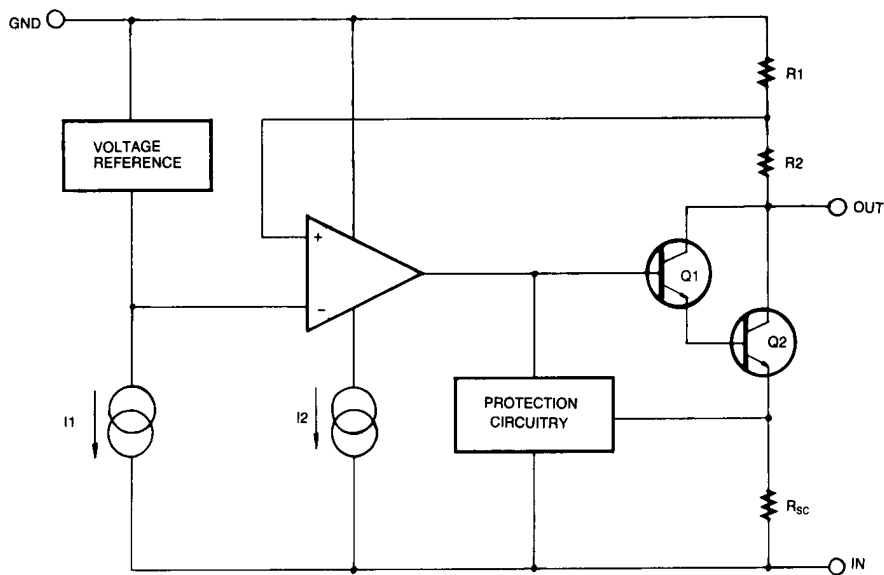 GND
R1
VOLTAGE
REFERENCE
R2
OUT
+
Q1
−
Q2
I1
I2
PROTECTION
CIRCUITRY
RSC
IN